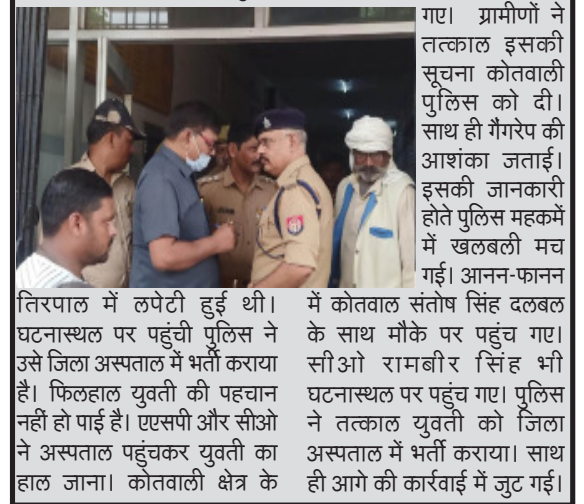 तिरपाल में लपेटी हुई थी।
घटनास्थल पर पहुंची पुलिस ने
उसे जिला अस्पताल में भर्ती कराया
है। फिलहाल युवती की पहचान
नहीं हो पाई है। एएसपी और सीओ
ने अस्पताल पहुंचकर युवती का
हाल जाना। कोतवाली क्षेत्र के
गए। ग्रामीणों ने
तत्काल इसकी
सूचना कोतवाली
पुलिस को दी।
साथ ही गैंगरेप की
आशंका जताई।
इसकी जानकारी
होते पुलिस महकमें
में खलबली मच
गई। आनन-फानन
में कोतवाल संतोष सिंह दलबल
के साथ मौके पर पहुंच गए।
सीओ रामबीर सिंह भी
घटनास्थल पर पहुंच गए। पुलिस
ने तत्काल युवती को जिला
अस्पताल में भर्ती कराया। साथ
ही आगे की कार्रवाई में जुट गई।